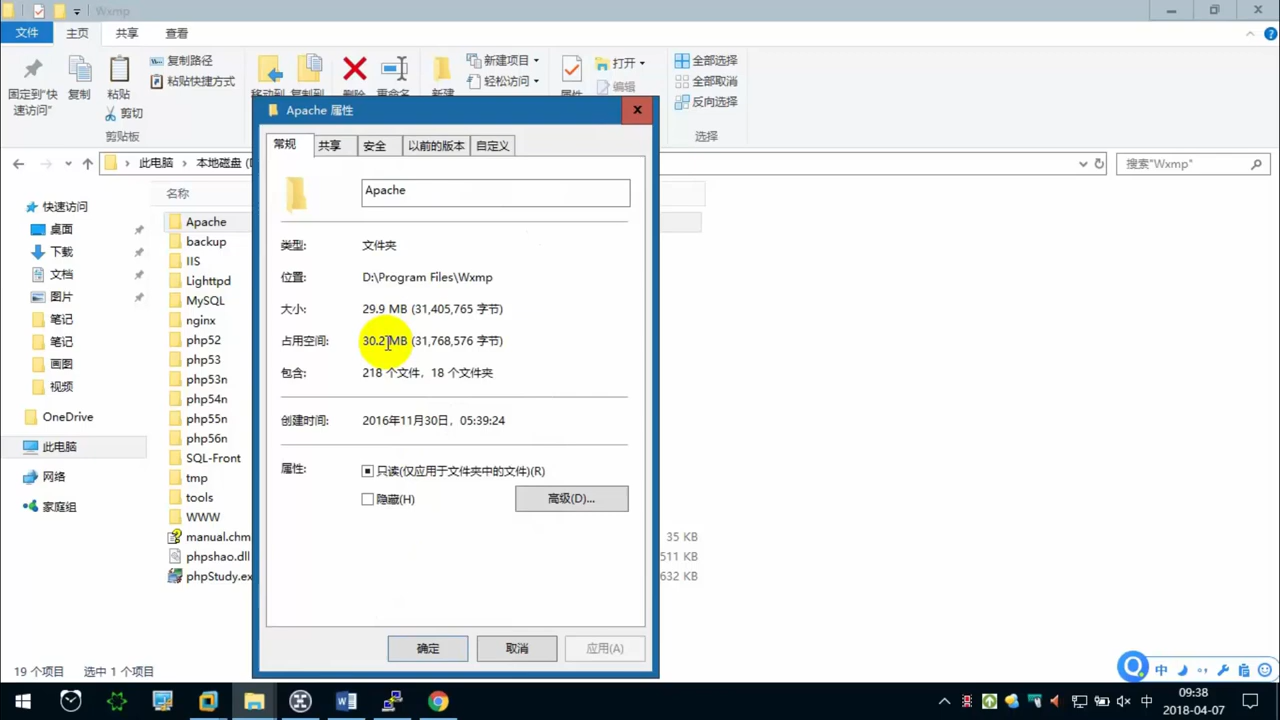 Wxmp
文件 主页 共享 查看
固定到"快速访问"
复制
粘贴
复制路径
粘贴快捷方式
剪切
剪贴板
新建项目
轻松访问
打开
编辑
全部选择
全部取消
反向选择
选择
此电脑 本地磁盘
搜索"Wxmp"
快速访问
桌面
下载
文档
图片
笔记
笔记
画图
视频
OneDrive
此电脑
网络
家庭组
名称
Apache
backup
IIS
Lighttpd
MySQL
nginx
php52
php53
php53n
php54n
php55n
php56n
SQL-Front
tmp
tools
WWW
manual.chm
phpshao.dll
phpStudy.ex
35 KB
511 KB
632 KB
Apache 属性
常规 共享 安全 以前的版本 自定义
Apache
类型: 文件夹
位置: D:\Program Files\Wxmp
大小: 29.9 MB (31,405,765 字节)
占用空间: 30.2 MB (31,768,576 字节)
包含: 218 个文件，18 个文件夹
创建时间: 2016年11月30日，05:39:24
属性: 只读(仅应用于文件夹中的文件)(R)
隐藏(H)
高级(D)...
确定 取消 应用(A)
19 个项目 选中 1 个项目
中
中
09:38
2018-04-07